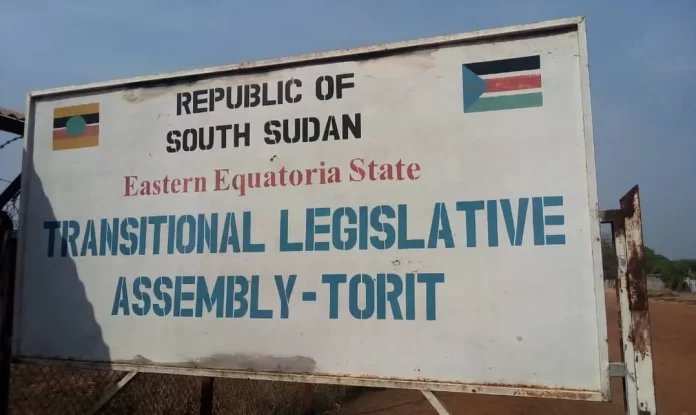 REPUBLIC OF
SOUTH SUDAN
Eastern Equatoria State
TRANSITIONAL LEGISLATIVE
ASSEMBLY-TORIT